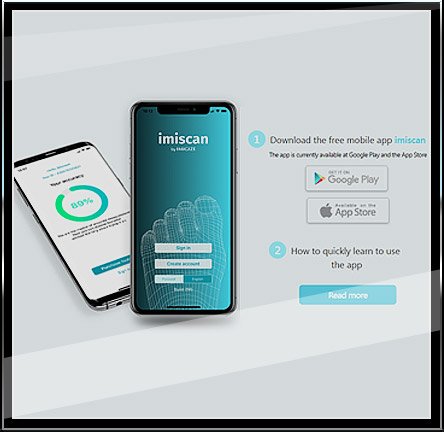 Your accuracy
89%
imiscan
by IMAGAZE
Sign in
Create account
English
1
Download the free mobile app imiscan
The app is currently available at Google Play and the App Store
GET IT ON
Google Play
Available on the
App Store
2
How to quickly learn to use
the app
Read more